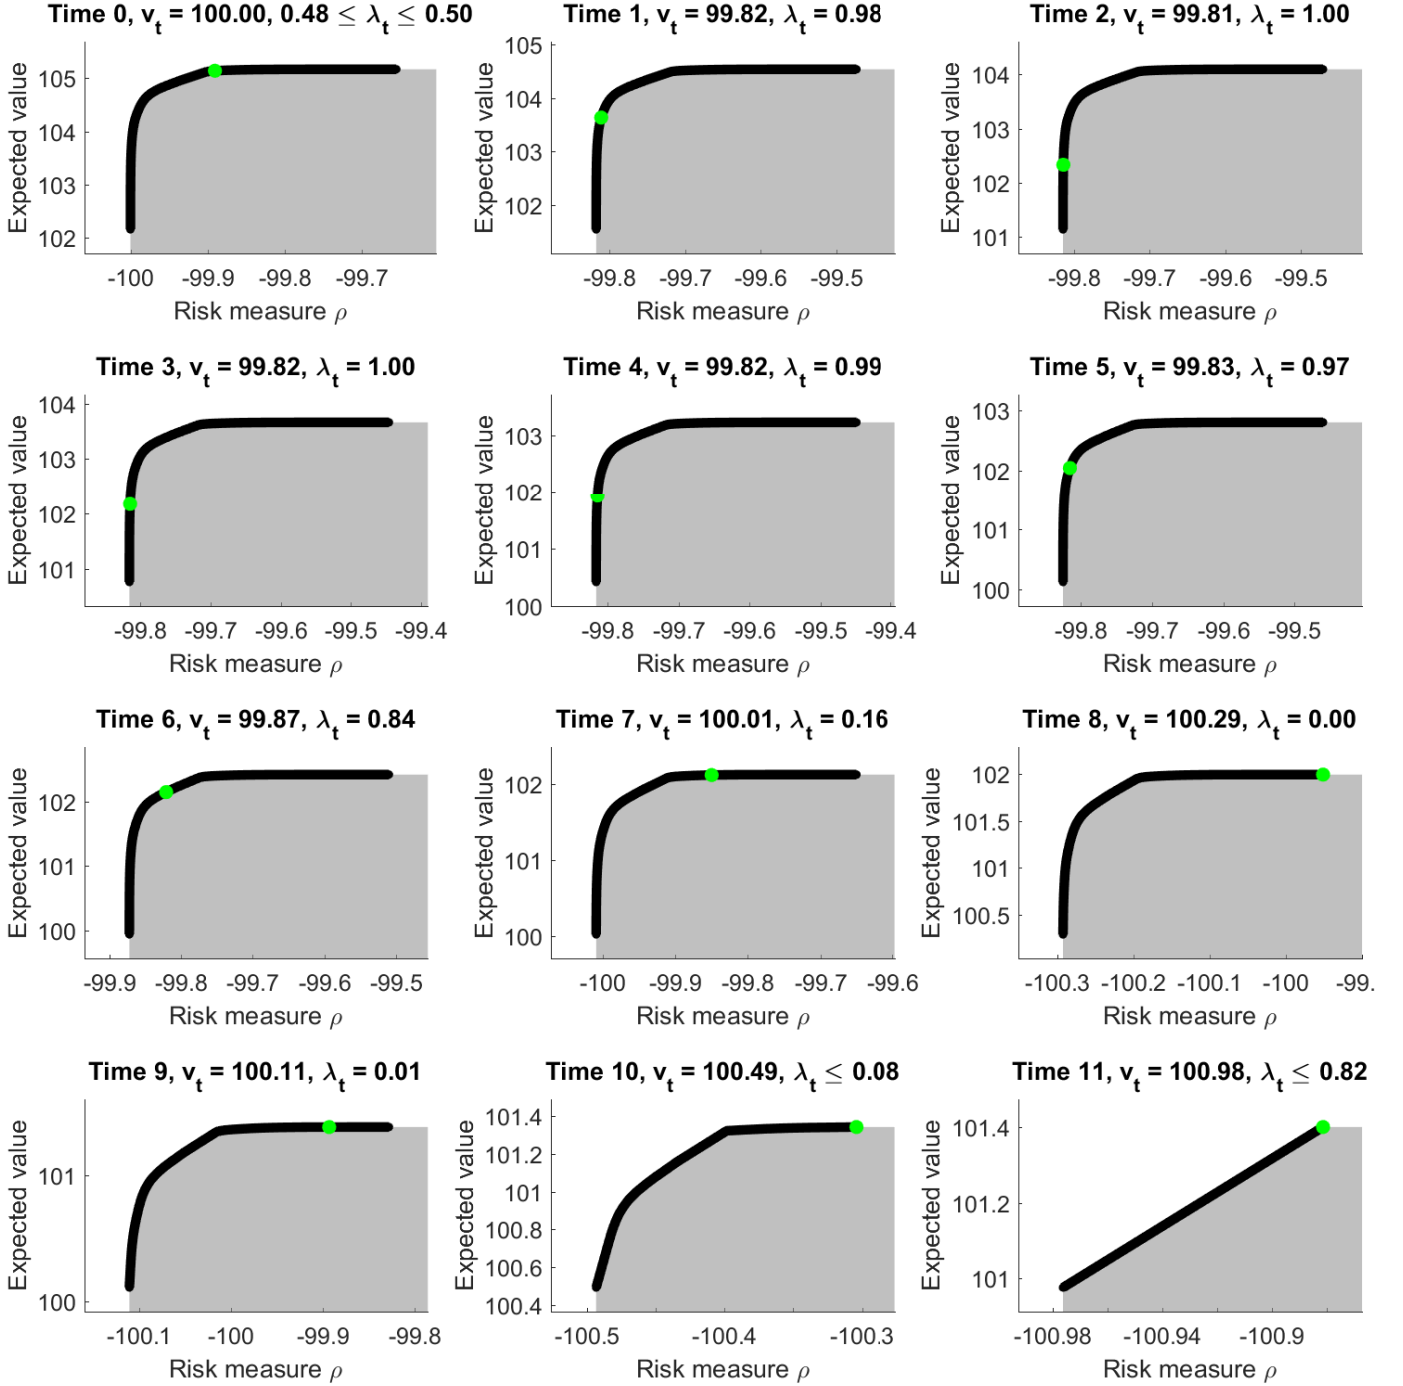 Time 0, v_t = 100.00, 0.48 ≤ λ_t ≤ 0.50
Expected value
105
104
103
102
-100 -99.9 -99.8 -99.7
Risk measure ρ
Time 1, v_t = 99.82, λ_t = 0.98
Expected value
105
104
103
102
-99.8 -99.7 -99.6 -99.5
Risk measure ρ
Time 2, v_t = 99.81, λ_t = 1.00
Expected value
104
103
102
101
-99.8 -99.7 -99.6 -99.5
Risk measure ρ
Time 3, v_t = 99.82, λ_t = 1.00
Expected value
104
103
102
101
-99.8 -99.7 -99.6 -99.5 -99.4
Risk measure ρ
Time 4, v_t = 99.82, λ_t = 0.99
Expected value
103
102
101
100
-99.8 -99.7 -99.6 -99.5 -99.4
Risk measure ρ
Time 5, v_t = 99.83, λ_t = 0.97
Expected value
103
102
101
100
-99.8 -99.7 -99.6 -99.5
Risk measure ρ
Time 6, v_t = 99.87, λ_t = 0.84
Expected value
102
101
100
-99.9 -99.8 -99.7 -99.6 -99.5
Risk measure ρ
Time 7, v_t = 100.01, λ_t = 0.16
Expected value
102
101
100
-100 -99.9 -99.8 -99.7 -99.6
Risk measure ρ
Time 8, v_t = 100.29, λ_t = 0.00
Expected value
102
101.5
101
100.5
-100.3 -100.2 -100.1 -100 -99.
Risk measure ρ
Time 9, v_t = 100.11, λ_t = 0.01
Expected value
101
100
-100.1 -100 -99.9 -99.8
Risk measure ρ
Time 10, v_t = 100.49, λ_t ≤ 0.08
Expected value
101.4
101.2
101
100.8
100.6
100.4
-100.5 -100.4 -100.3
Risk measure ρ
Time 11, v_t = 100.98, λ_t ≤ 0.82
Expected value
101.4
101.2
101
-100.98 -100.94 -100.9
Risk measure ρ